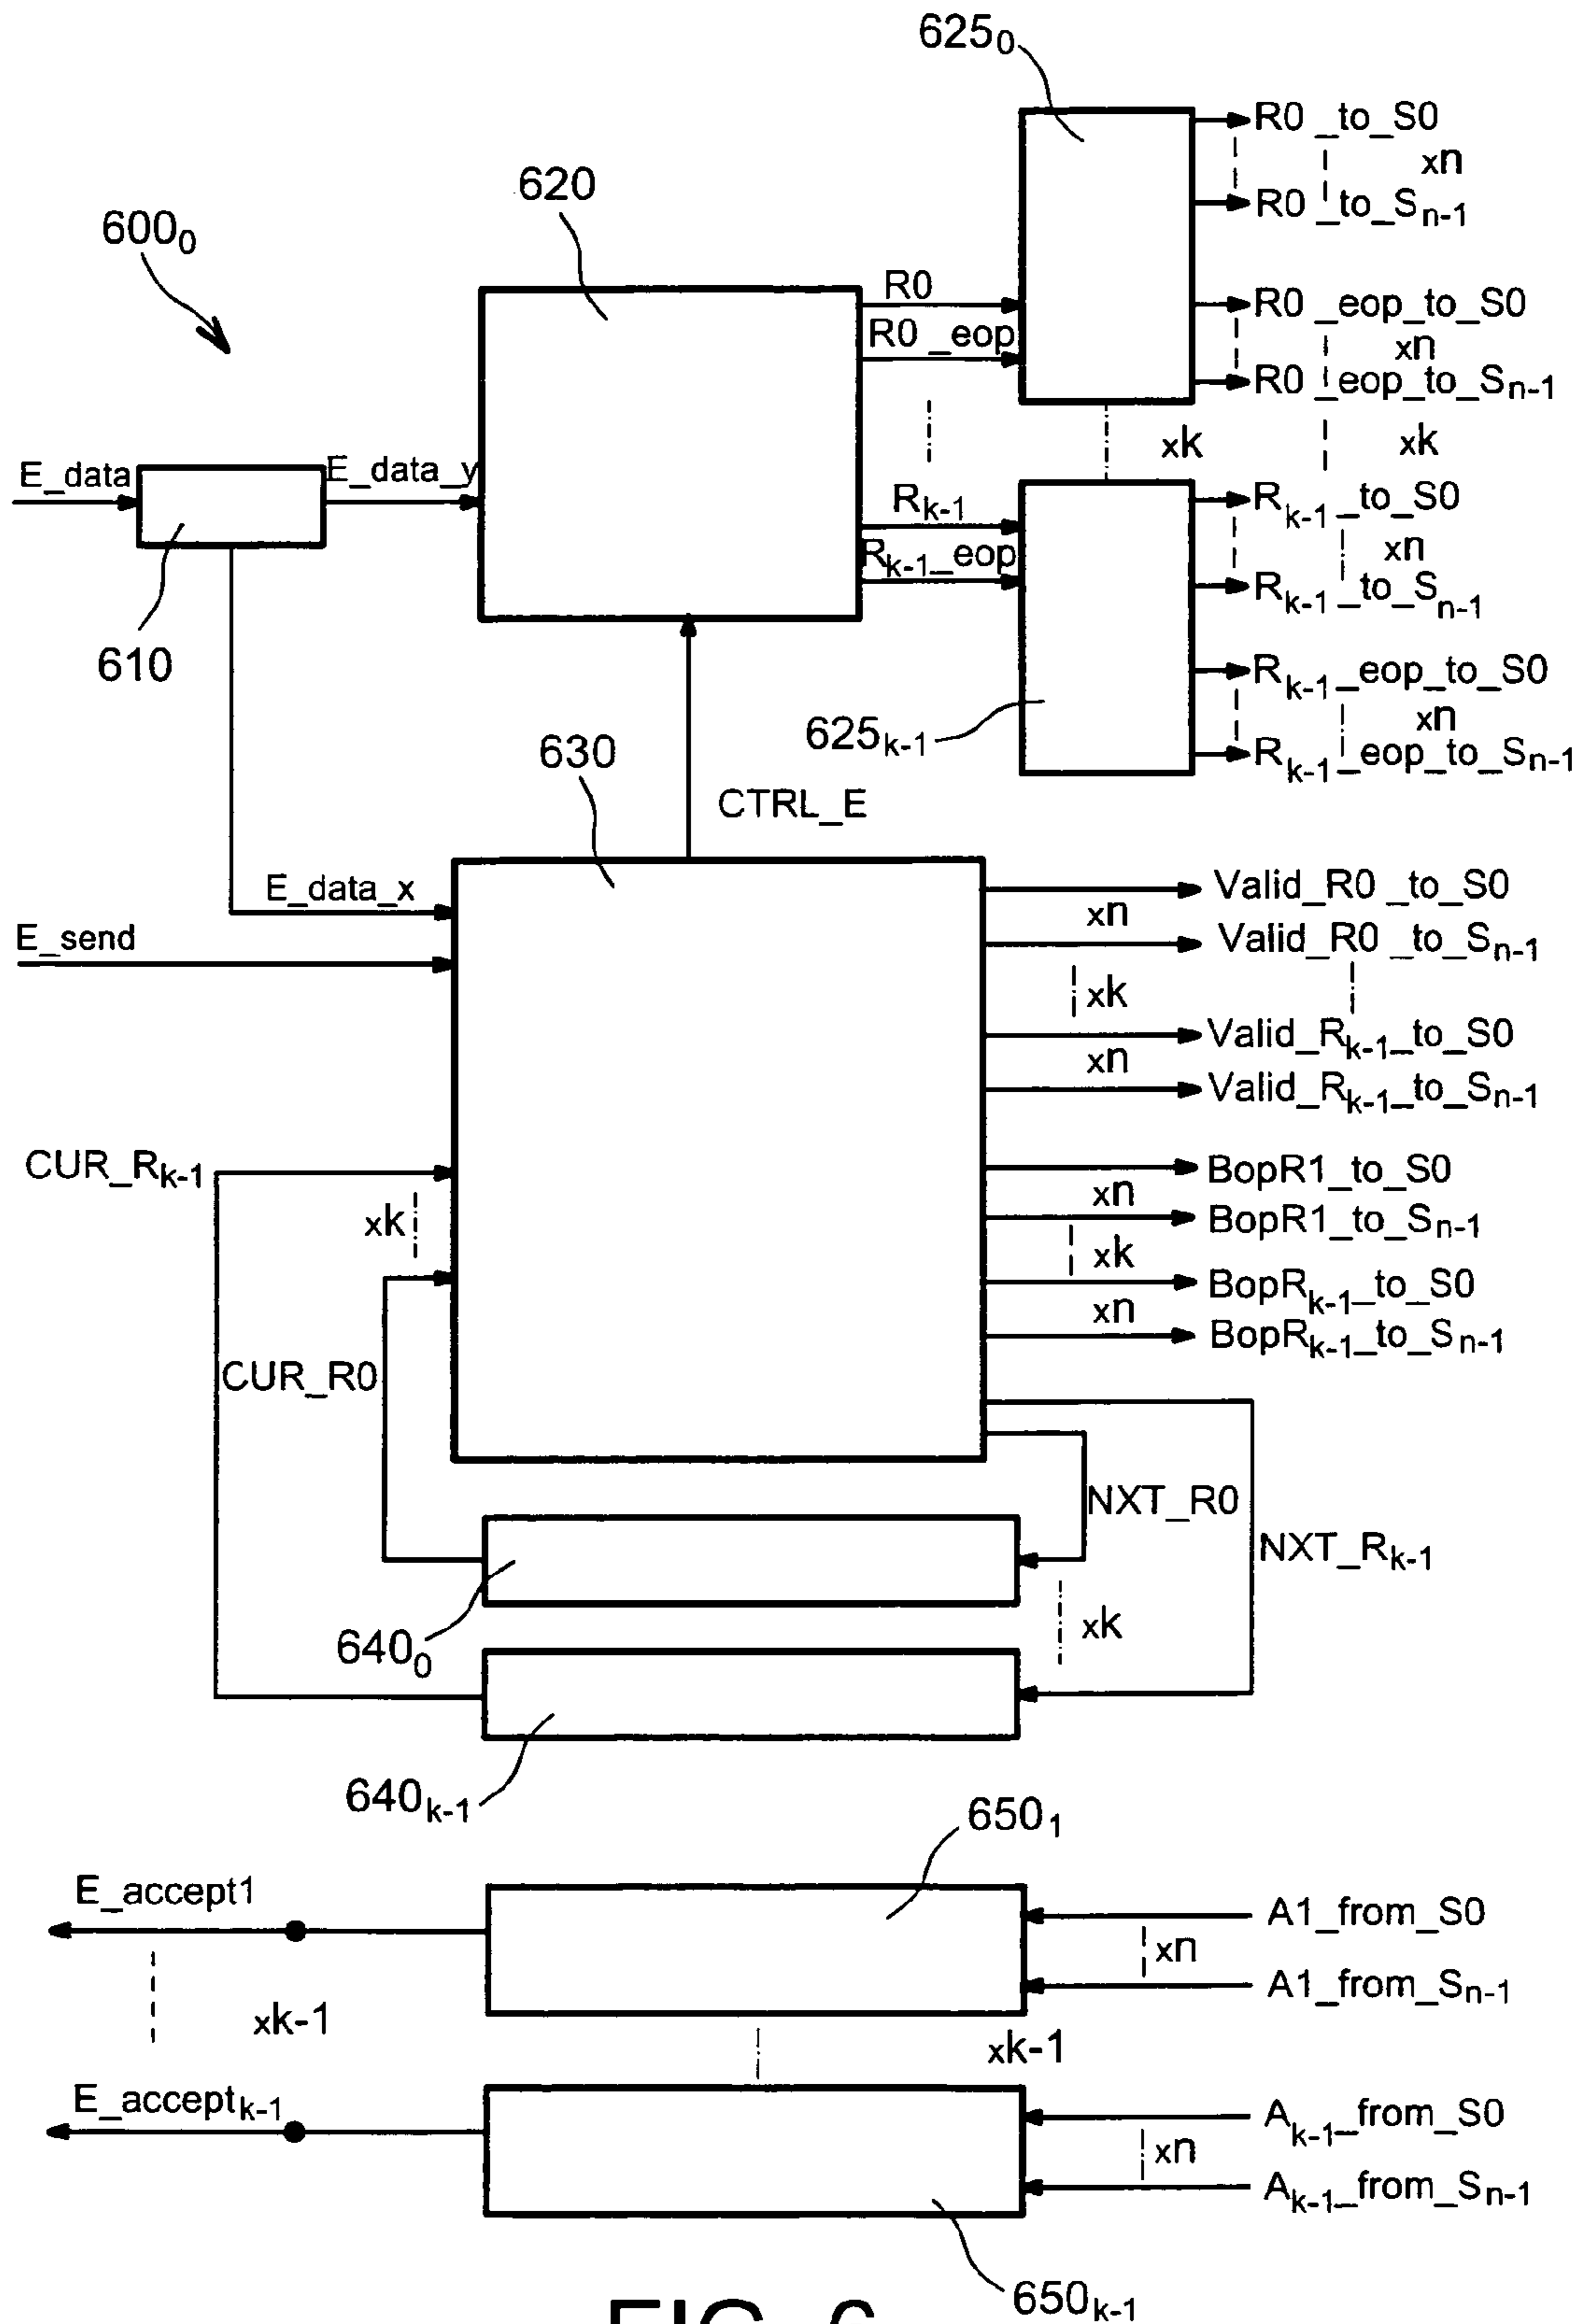 625₀
R0 _to_S0
xn
R0 _to_Sₙ₋₁
620
600₀
R0
R0 _eop
R0 _eop_to_S0
xn
R0 _eop_to_Sₙ₋₁
xk
xk
E_data
E_data_y
610
Rₖ₋₁
Rₖ₋₁_eop
Rₖ₋₁_to_S0
xn
Rₖ₋₁_to_Sₙ₋₁
Rₖ₋₁_eop_to_S0
xn
Rₖ₋₁_eop_to_Sₙ₋₁
625ₖ₋₁
630
CTRL_E
E_data_x
E_send
Valid_R0 _to_S0
xn
Valid_R0 _to_Sₙ₋₁
xk
Valid_Rₖ₋₁_to_S0
xn
Valid_Rₖ₋₁_to_Sₙ₋₁
CUR_Rₖ₋₁
xk
BopR1_to_S0
xn
BopR1_to_Sₙ₋₁
xk
BopRₖ₋₁_to_S0
xn
BopRₖ₋₁_to_Sₙ₋₁
CUR_R0
NXT_R0
NXT_Rₖ₋₁
640₀
xk
640ₖ₋₁
650₁
E_accept1
A1_from_S0
xn
A1_from_Sₙ₋₁
xk-1
xk-1
E_acceptₖ₋₁
Aₖ₋₁_from_S0
xn
Aₖ₋₁_from_Sₙ₋₁
650ₖ₋₁
FIG. 6